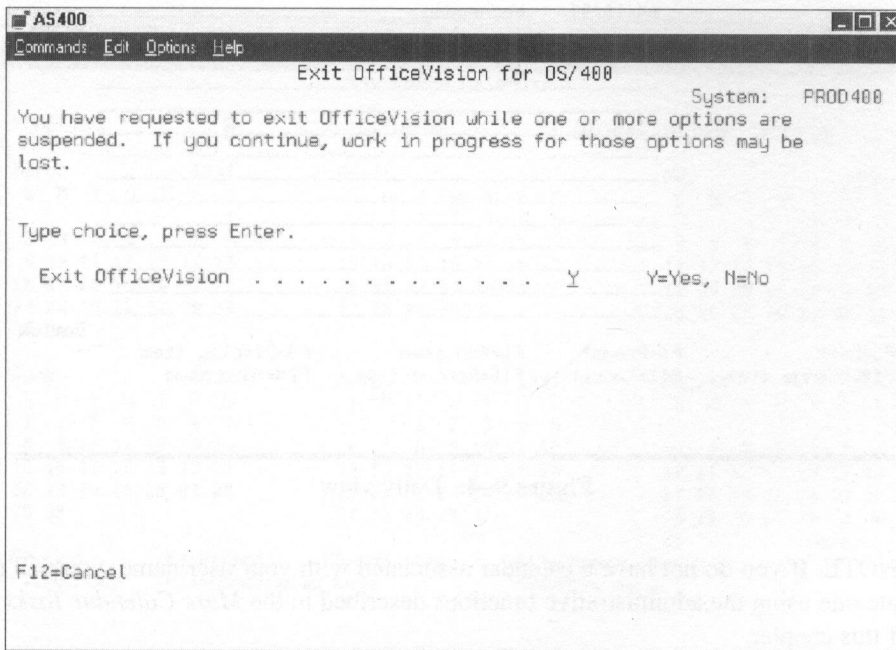 AS400
Commands Edit Options Help
Exit OfficeVision for OS/400
System: PROD400
You have requested to exit OfficeVision while one or more options are
suspended. If you continue, work in progress for those options may be
lost.
Type choice, press Enter.
Exit OfficeVision . . . . . . . . . . . . . . Y Y=Yes, N=No
F12=Cancel